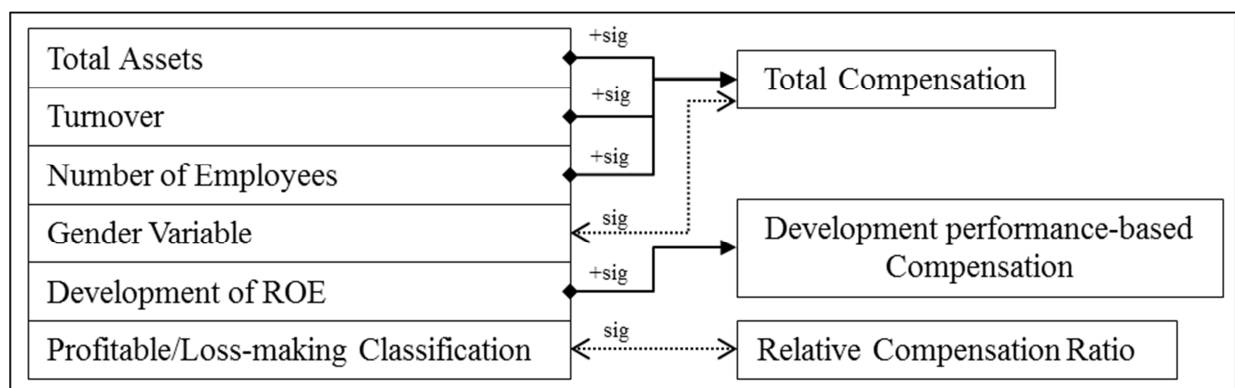 Total Assets
+sig
Total Compensation
Turnover
+sig
Number of Employees
+sig
Gender Variable
sig
Development performance-based
Compensation
Development of ROE
+sig
Profitable/Loss-making Classification
sig
Relative Compensation Ratio